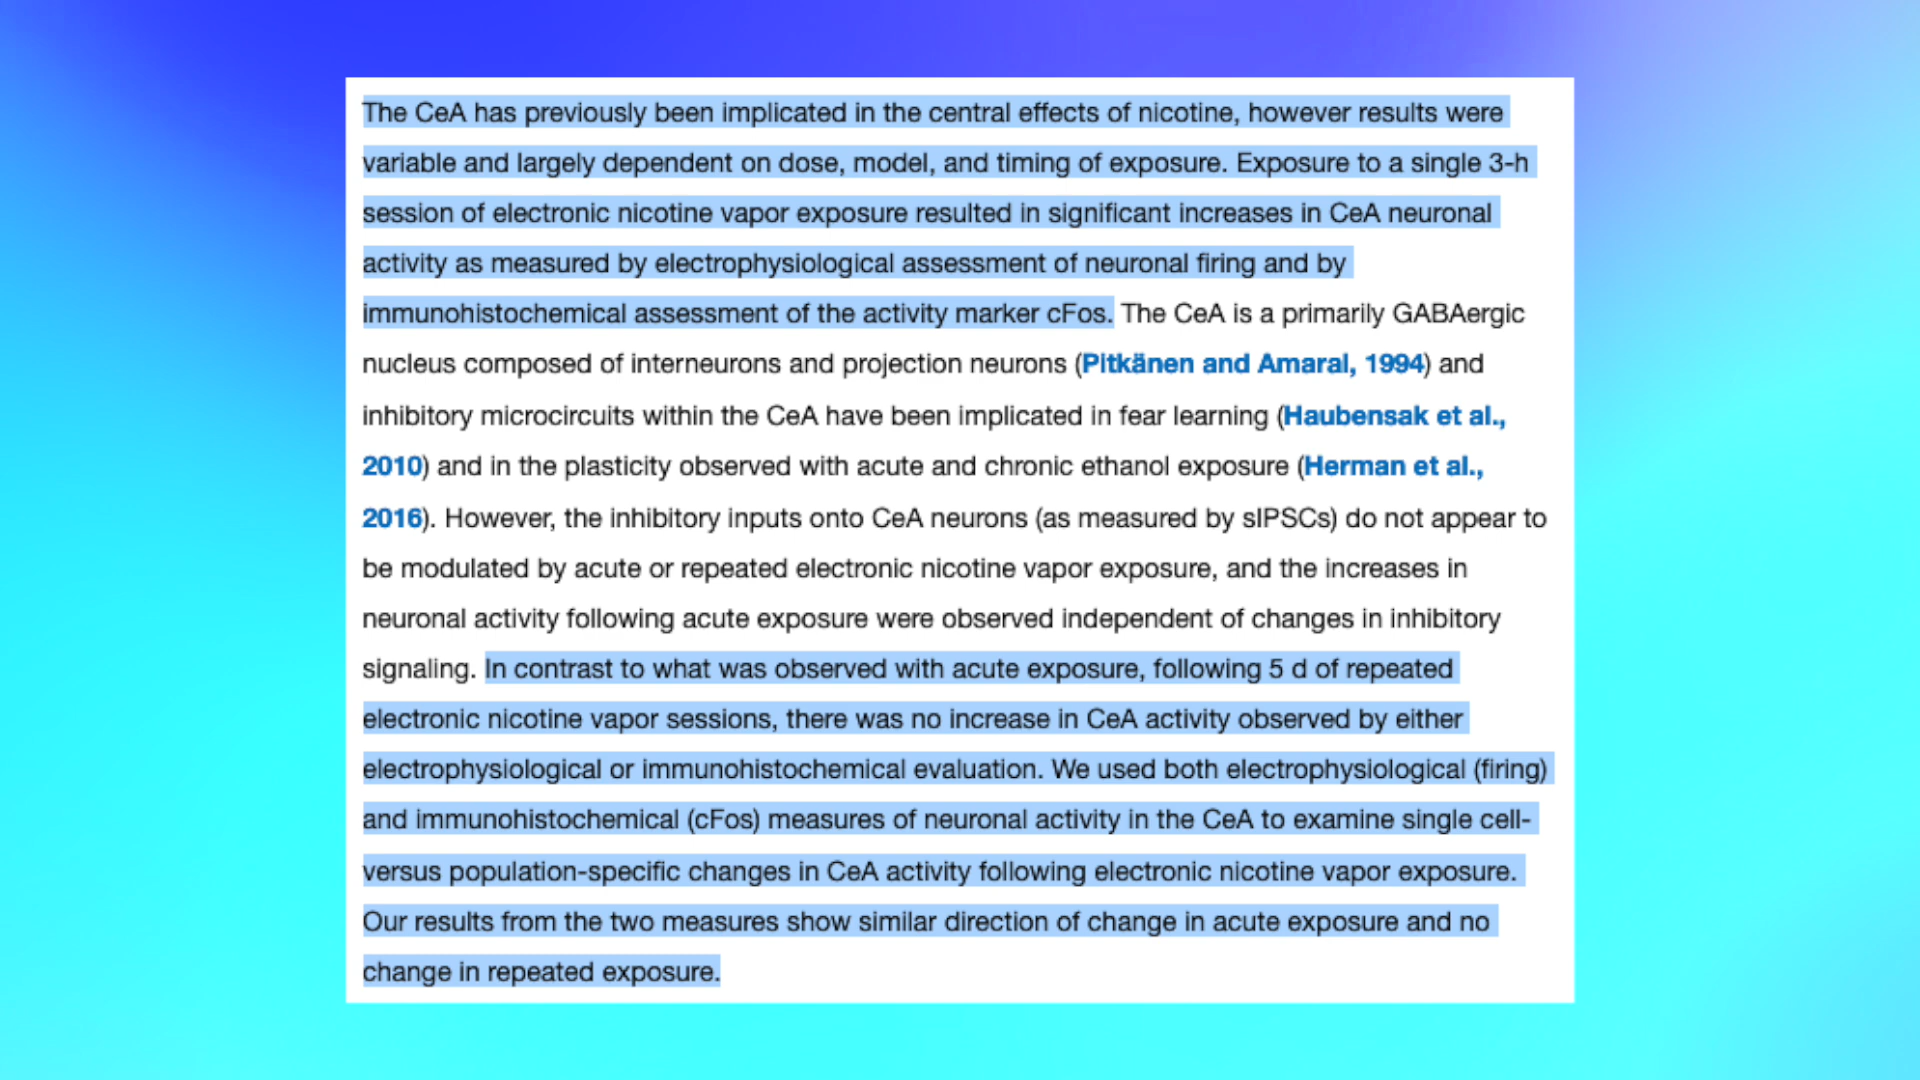 The CeA has previously been implicated in the central effects of nicotine, however results were
variable and largely dependent on dose, model, and timing of exposure. Exposure to a single 3-h
session of electronic nicotine vapor exposure resulted in significant increases in CeA neuronal
activity as measured by electrophysiological assessment of neuronal firing and by
immunohistochemical assessment of the activity marker cFos. The CeA is a primarily GABAergic
nucleus composed of interneurons and projection neurons (Pitkänen and Amaral, 1994) and
inhibitory microcircuits within the CeA have been implicated in fear learning (Haubensak et al.,
2010) and in the plasticity observed with acute and chronic ethanol exposure (Herman et al.,
2016). However, the inhibitory inputs onto CeA neurons (as measured by sIPSCs) do not appear to
be modulated by acute or repeated electronic nicotine vapor exposure, and the increases in
neuronal activity following acute exposure were observed independent of changes in inhibitory
signaling. In contrast to what was observed with acute exposure, following 5 d of repeated
electronic nicotine vapor sessions, there was no increase in CeA activity observed by either
electrophysiological or immunohistochemical evaluation. We used both electrophysiological (firing)
and immunohistochemical (cFos) measures of neuronal activity in the CeA to examine single cell-
versus population-specific changes in CeA activity following electronic nicotine vapor exposure.
Our results from the two measures show similar direction of change in acute exposure and no
change in repeated exposure.